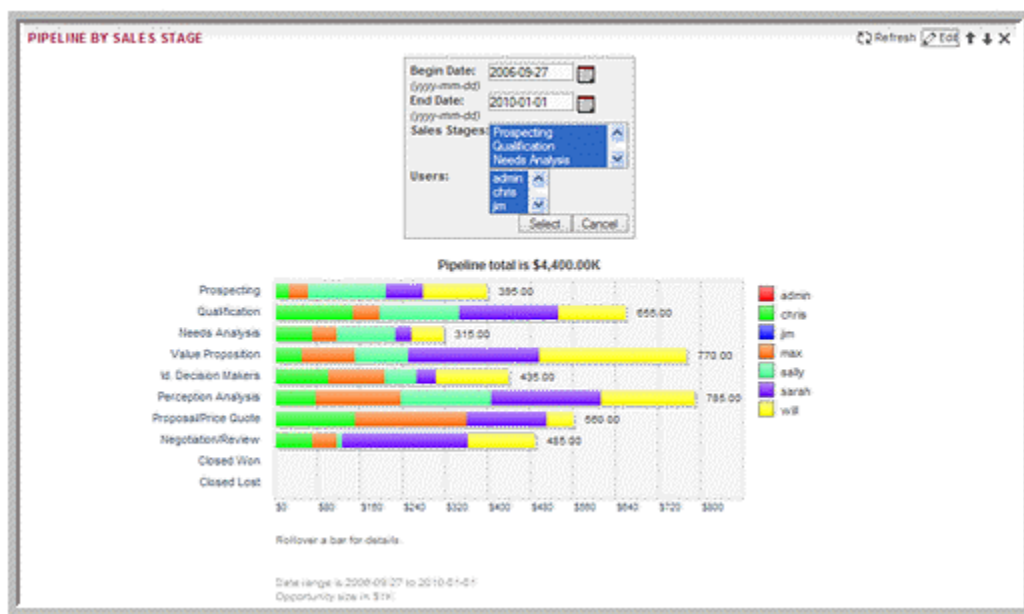 PIPELINE BY SALES STAGE
Refresh Edit
Begin Date: 2006-09-27
(yyyy-mm-dd)
End Date: 2010-01-01
(yyyy-mm-dd)
Sales Stages: Prospecting
Qualification
Needs Analysis
Users: admin
chris
jim
Select Cancel
Pipeline total is $4,400.00K
Prospecting 395.00
Qualification 655.00
Needs Analysis 315.00
Value Proposition 770.00
Id. Decision Makers 435.00
Perception Analysis 785.00
Proposal/Price Quote 560.00
Negotiation/Review 485.00
Closed Won
Closed Lost
$0 $80 $160 $240 $320 $400 $480 $560 $640 $720 $800
admin
chris
jim
max
sally
sarah
will
Rollover a bar for details.
Date range is 2006-09-27 to 2010-01-01
Opportunity size in $1K